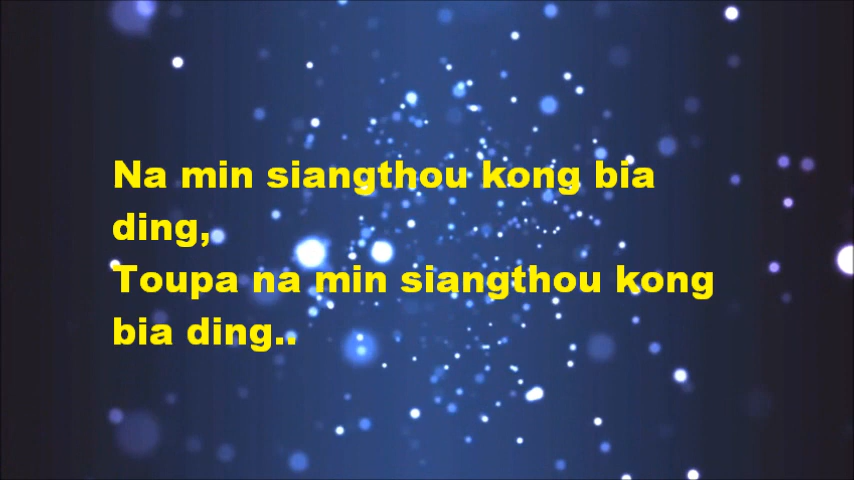 Na min siangthou kong bia
ding,
Toupa na min siangthou kong
bia ding..